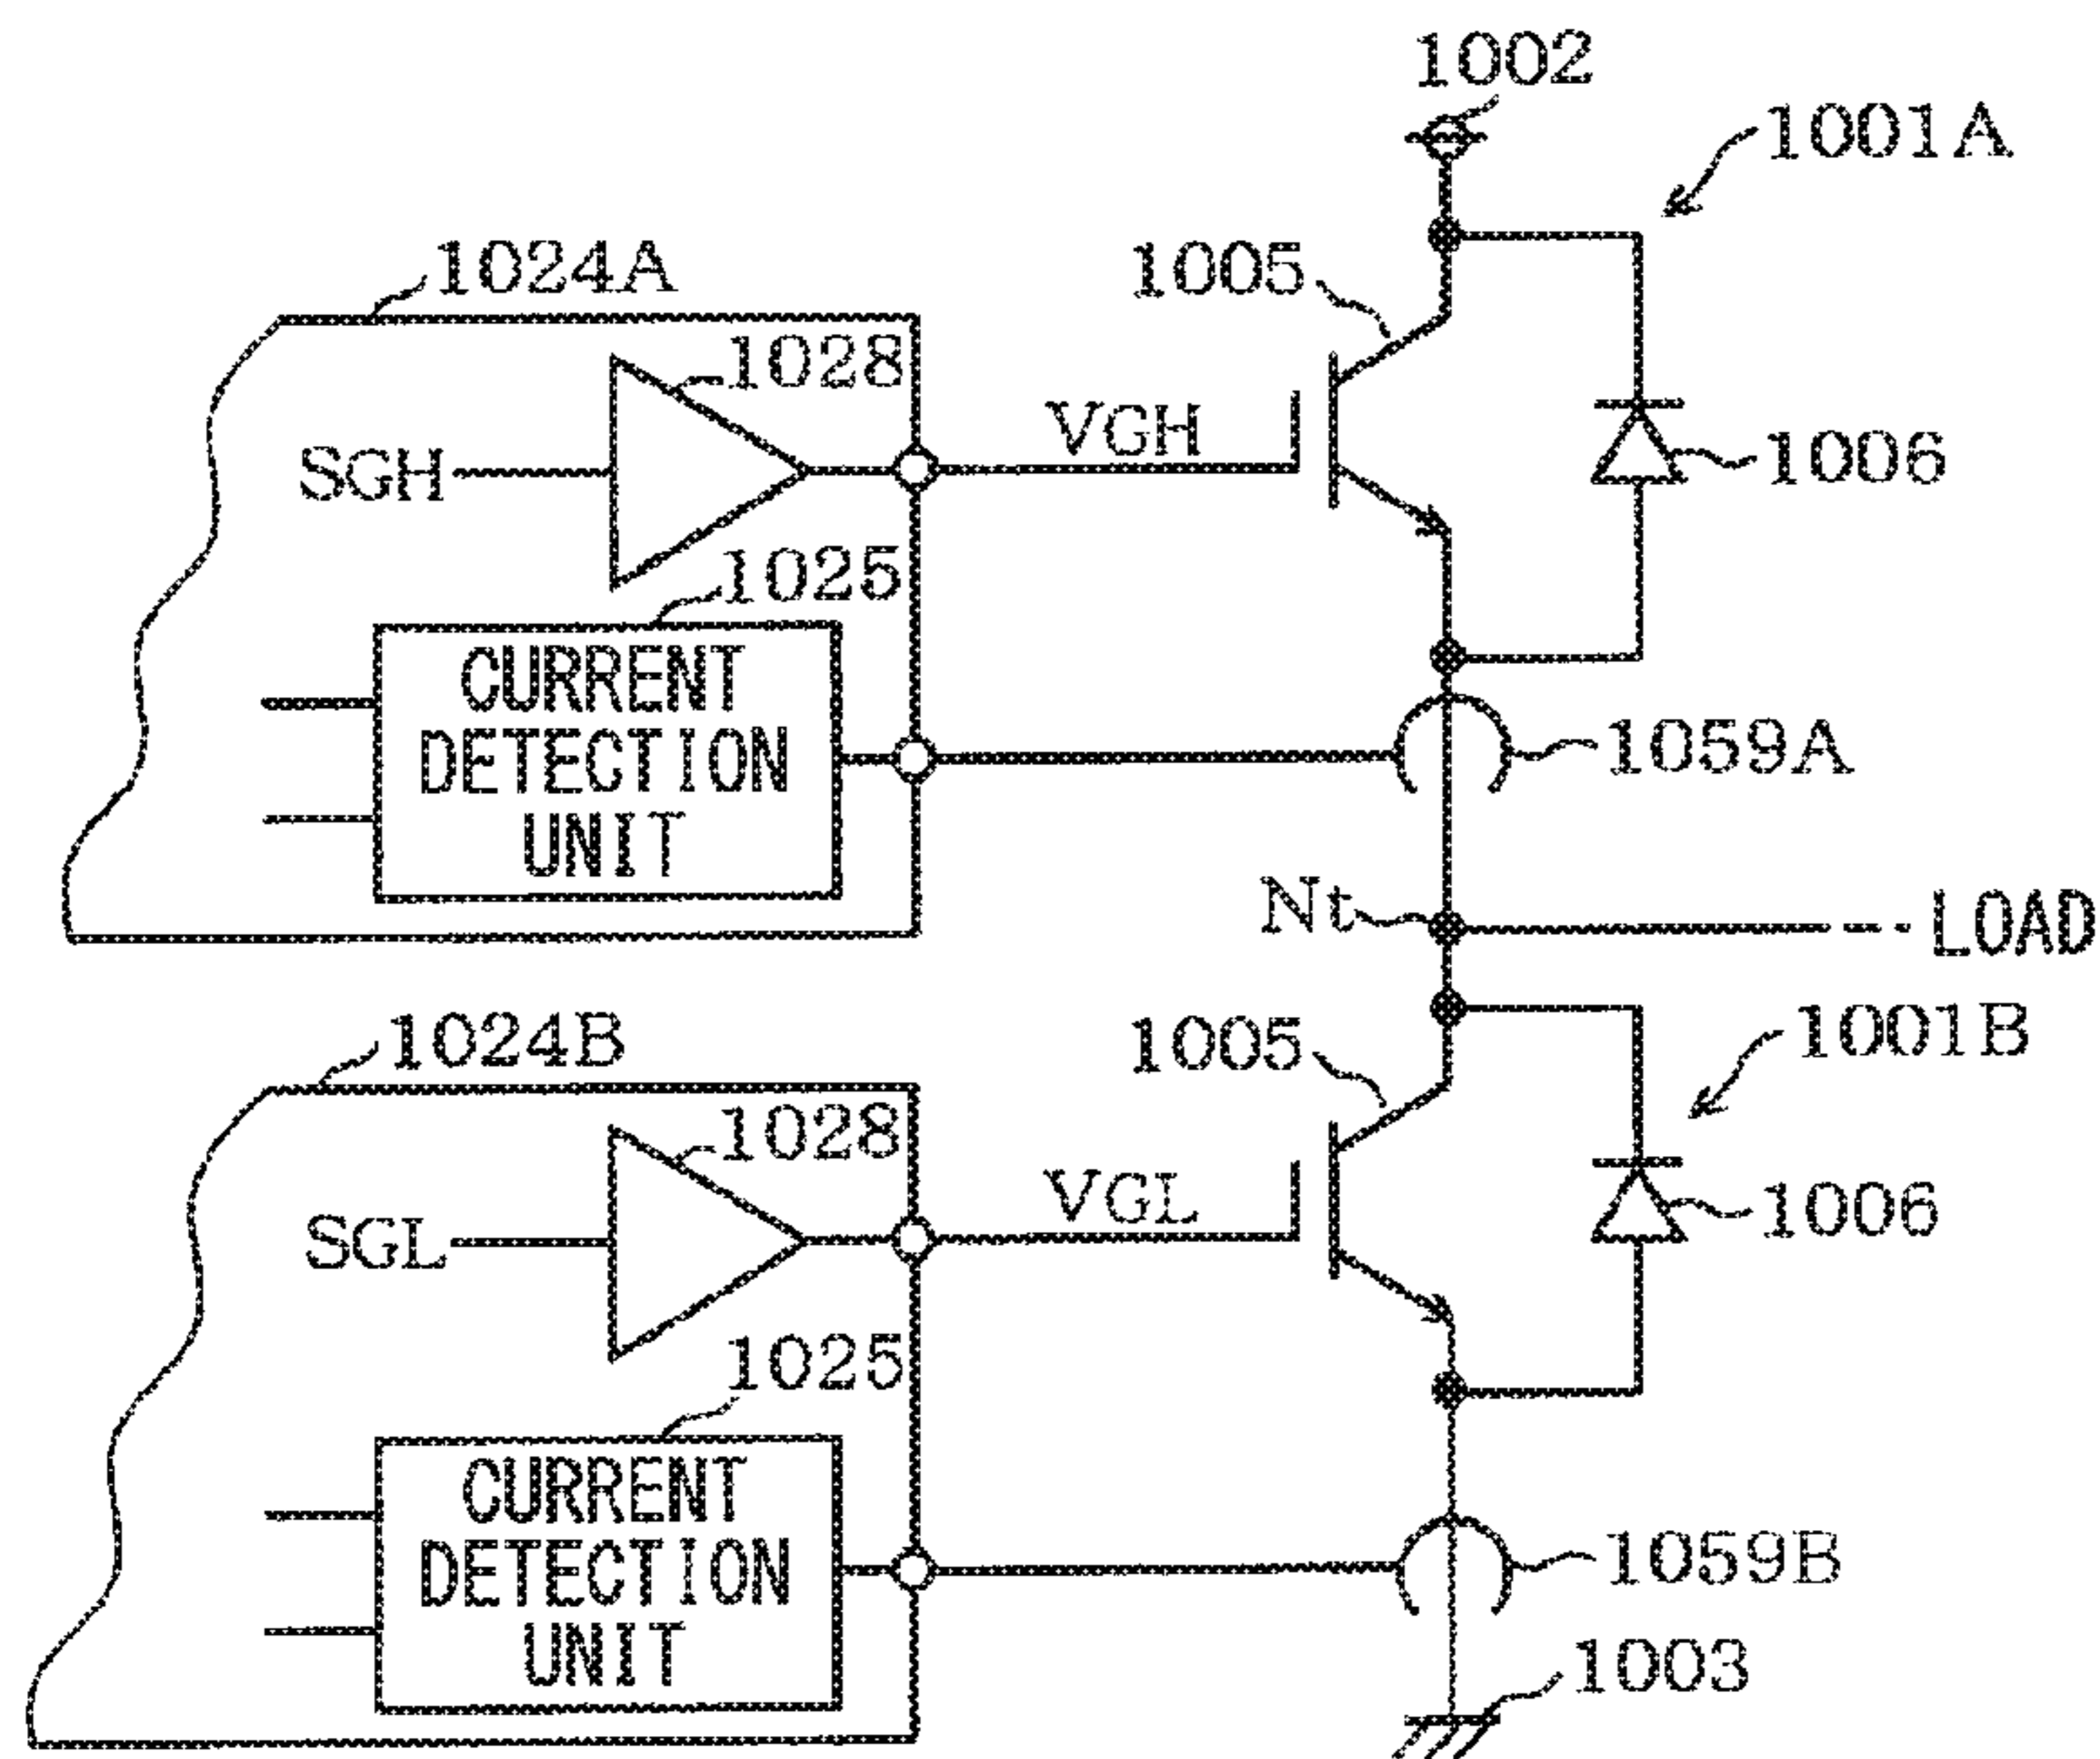 1002
1001A
1024A
1005
1028
VGH
SGH
1006
1025
CURRENT
DETECTION
UNIT
1059A
Nt
LOAD
1024B
1005
1001B
1028
VGL
SGL
1006
1025
CURRENT
DETECTION
UNIT
1059B
1003